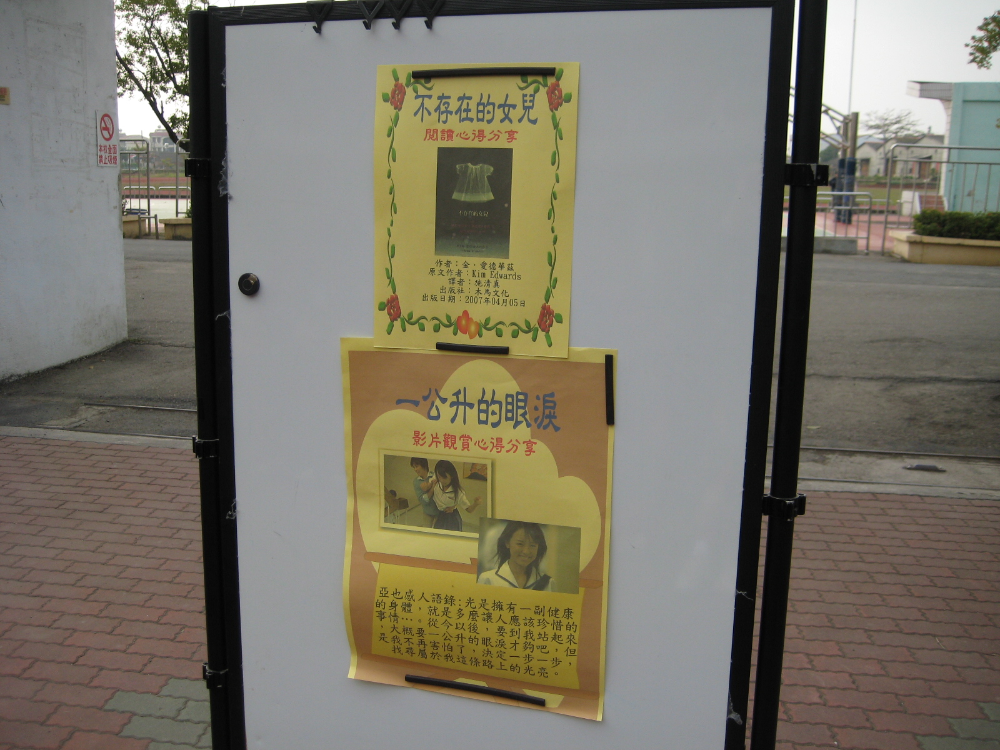 本校全面
禁止吸煙
不存在的女兒
閱讀心得分享
不存在的女兒
作者：金·愛德華茲
原文作者：Kim Edwards
譯者：施清真
出版社：木馬文化
出版日期：2007年04月05日
一公升的眼淚
影片觀賞心得分享
亞也感人語錄：光是擁有一副健康
的身體，就是多麼讓人應該珍惜的
事情…。從今以後，要到我站起來
，大概要一公升的眼淚才夠吧，但
是我不再害怕了，決定一步一步，
找尋屬於我這條路上的光亮。